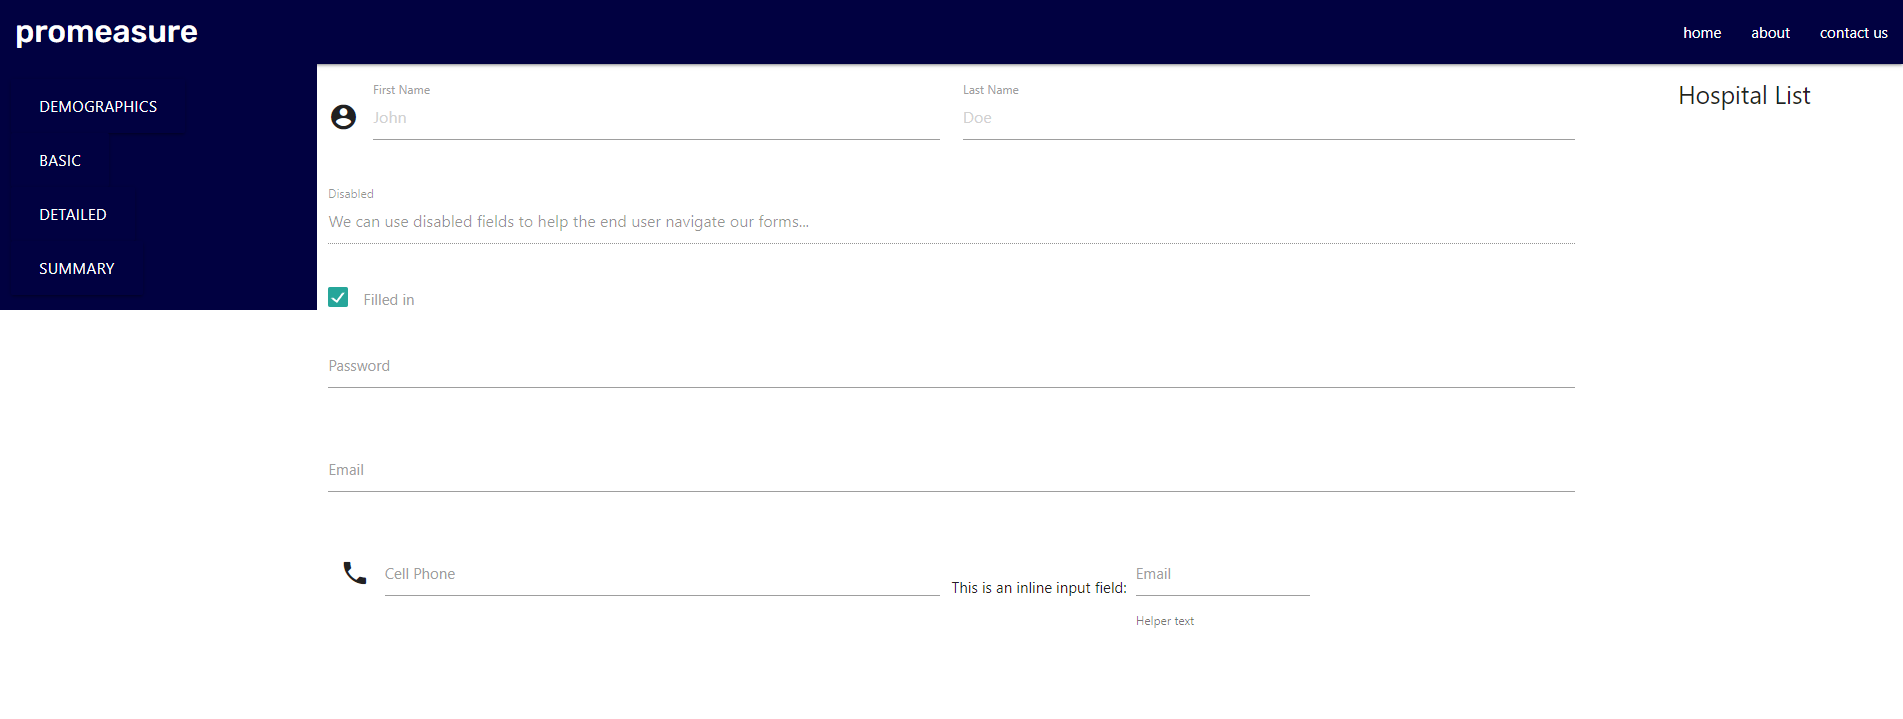 promeasure
home
about
contact us
DEMOGRAPHICS
BASIC
DETAILED
SUMMARY
First Name
John
Last Name
Doe
Disabled
We can use disabled fields to help the end user navigate our forms...
Filled in
Password
Email
Cell Phone
This is an inline input field:
Email
Helper text
Hospital List